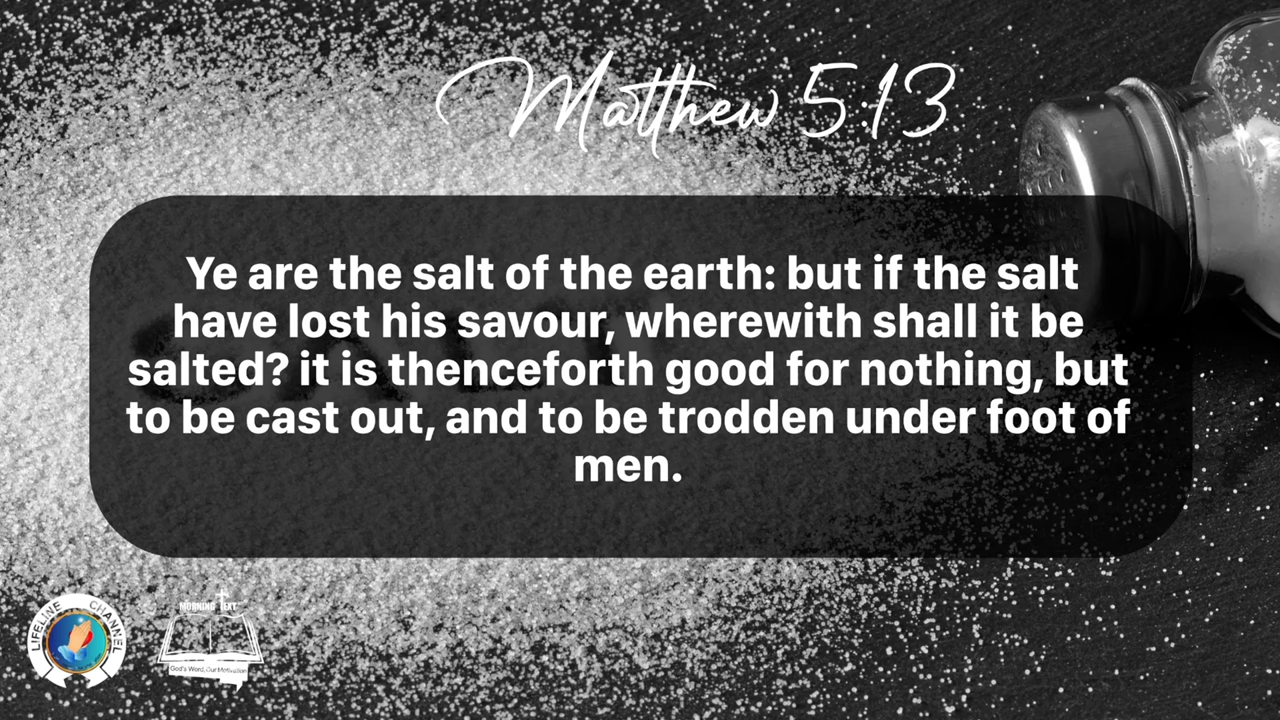 Matthew 5:13
Ye are the salt of the earth: but if the salt
have lost his savour, wherewith shall it be
salted? it is thenceforth good for nothing, but
to be cast out, and to be trodden under foot of
men.
LIFELINE CHANNEL
MORNING TEXT
God's Word, Our Motivation